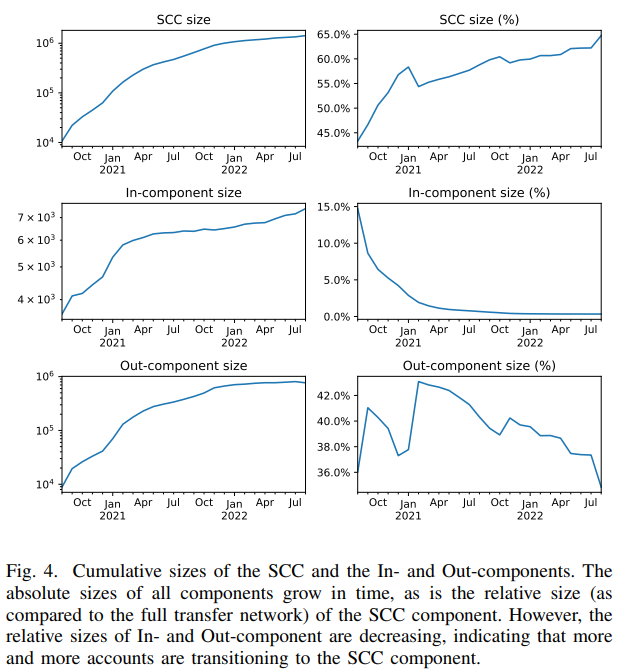 SCC size
SCC size (%)
10^6
10^5
10^4
Oct Jan Apr Jul Oct Jan Apr Jul
2021 2022
65.0%
60.0%
55.0%
50.0%
45.0%
Oct Jan Apr Jul Oct Jan Apr Jul
2021 2022
In-component size
In-component size (%)
7 × 10^3
6 × 10^3
5 × 10^3
4 × 10^3
Oct Jan Apr Jul Oct Jan Apr Jul
2021 2022
15.0%
10.0%
5.0%
0.0%
Oct Jan Apr Jul Oct Jan Apr Jul
2021 2022
Out-component size
Out-component size (%)
10^6
10^5
10^4
Oct Jan Apr Jul Oct Jan Apr Jul
2021 2022
42.0%
40.0%
38.0%
36.0%
Oct Jan Apr Jul Oct Jan Apr Jul
2021 2022
Fig. 4. Cumulative sizes of the SCC and the In- and Out-components. The
absolute sizes of all components grow in time, as is the relative size (as
compared to the full transfer network) of the SCC component. However, the
relative sizes of In- and Out-component are decreasing, indicating that more
and more accounts are transitioning to the SCC component.